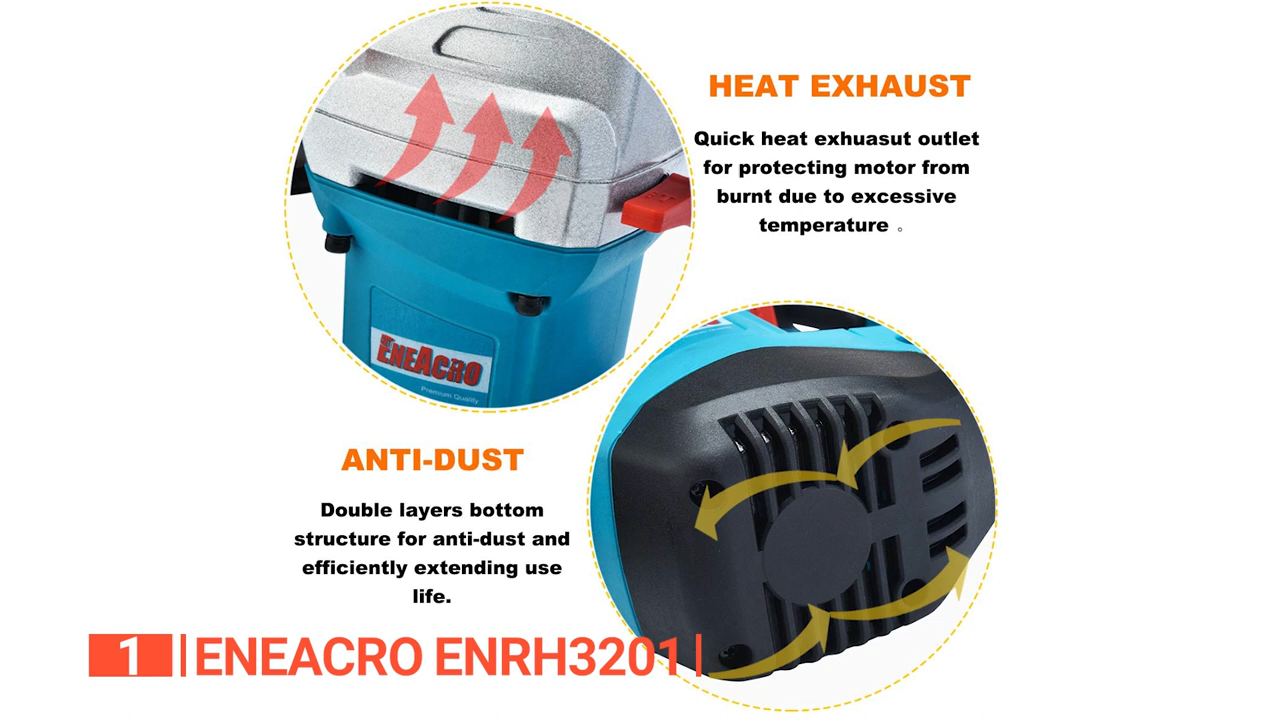 HEAT EXHAUST
Quick heat exhuasut outlet
for protecting motor from
burnt due to excessive
temperature 。
ENEACRO
Premium Quality
ANTI-DUST
Double layers bottom
structure for anti-dust and
efficiently extending use
life.
1 ENEACRO ENRH3201